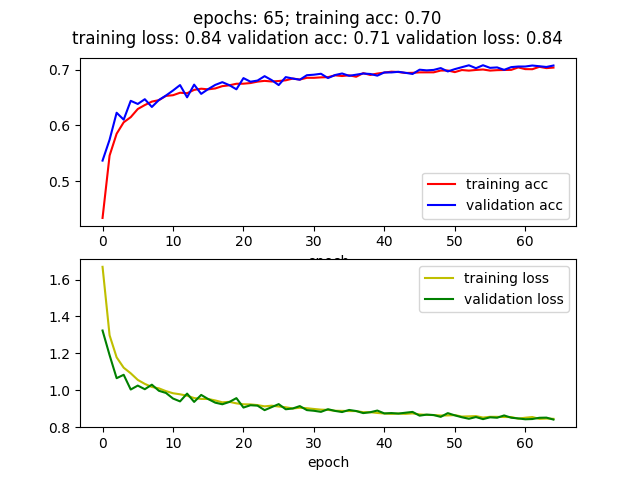 epochs: 65; training acc: 0.70
training loss: 0.84 validation acc: 0.71 validation loss: 0.84
0.7
0.6
0.5
training acc
validation acc
0 10 20 30 40 50 60
epoch
1.6
1.4
1.2
1.0
0.8
training loss
validation loss
0 10 20 30 40 50 60
epoch